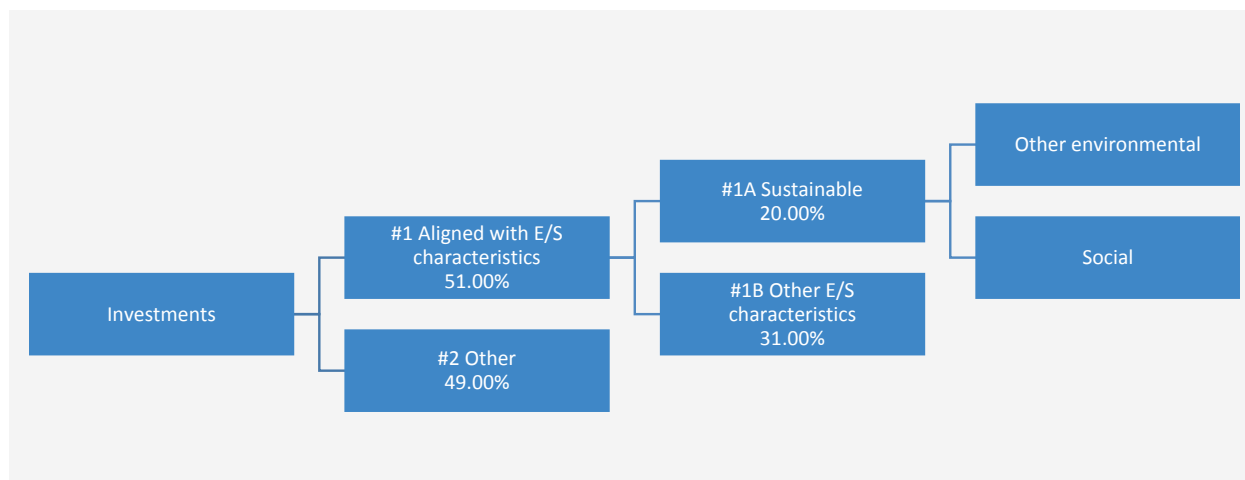 Investments
#1 Aligned with E/S
characteristics
51.00%
#2 Other
49.00%
#1A Sustainable
20.00%
#1B Other E/S
characteristics
31.00%
Other environmental
Social